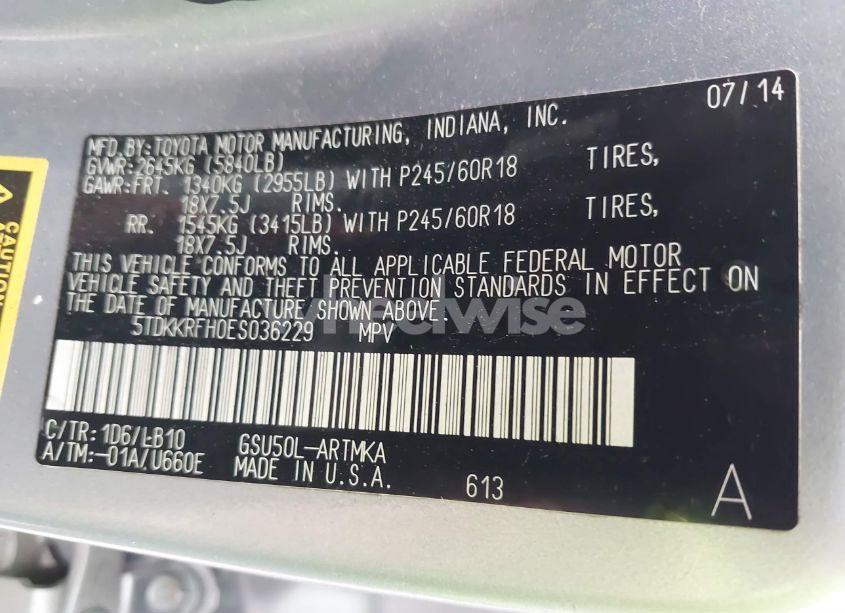 07/14
MFD.BY:TOYOTA MOTOR MANUFACTURING, INDIANA, INC.
GVWR:2645KG (5840LB)
GAWR:FRT. 1340KG (2955LB) WITH P245/60R18 TIRES,
18X7.5J RIMS.
RR. 1545KG (3415LB) WITH P245/60R18 TIRES,
18X7.5J RIMS.
THIS VEHICLE CONFORMS TO ALL APPLICABLE FEDERAL MOTOR
VEHICLE SAFETY AND THEFT PREVENTION STANDARDS IN EFFECT ON
THE DATE OF MANUFACTURE SHOWN ABOVE.
5TDKKRFH0ES036229 MPV
C/TR: 1D6/LB10 GSU50L-ARTMKA
A/TM:-01A/U660E MADE IN U.S.A.
613
A
CAUTION